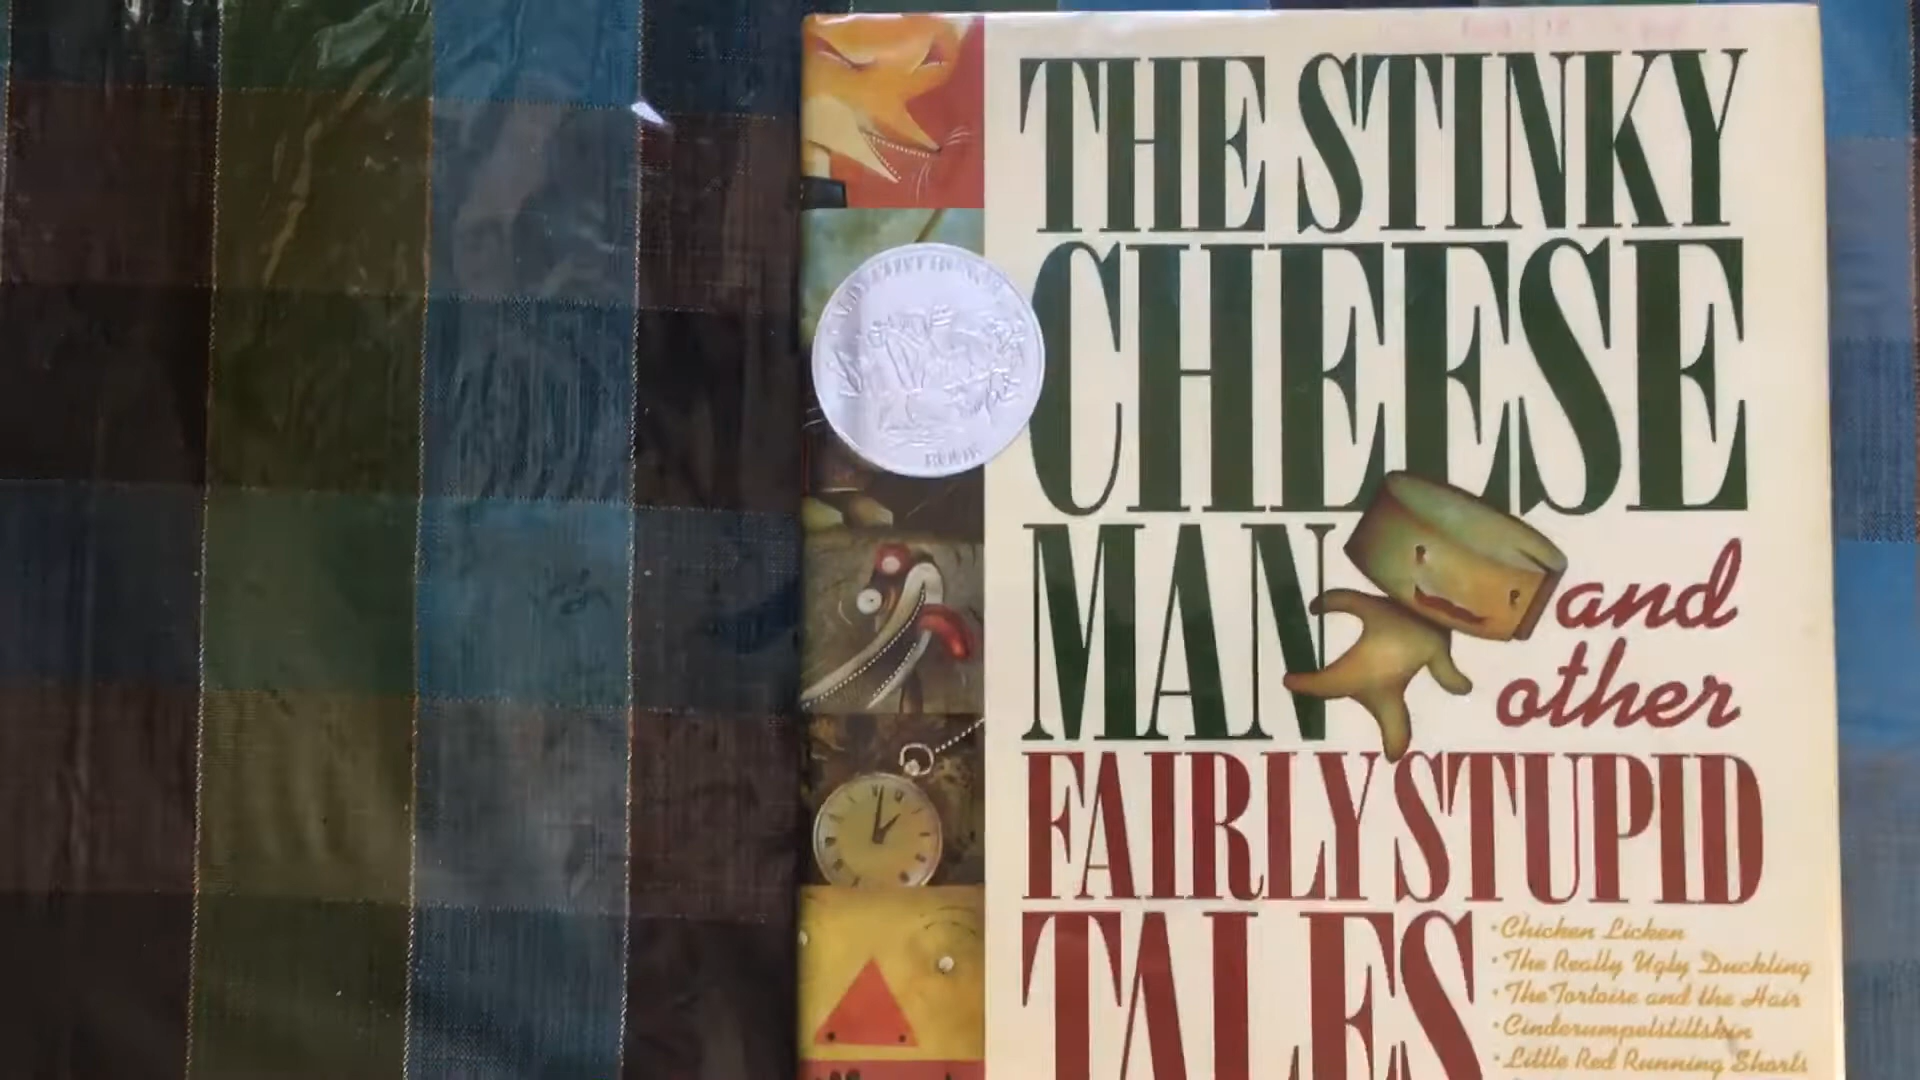 THE STINKY
CHEESE
MAN
and
other
FAIRLY STUPID
TALES
• Chicken Licken
• The Really Ugly Duckling
• The Tortoise and the Hair
• Cinderumpelstiltskin
• Little Red Running Shorts